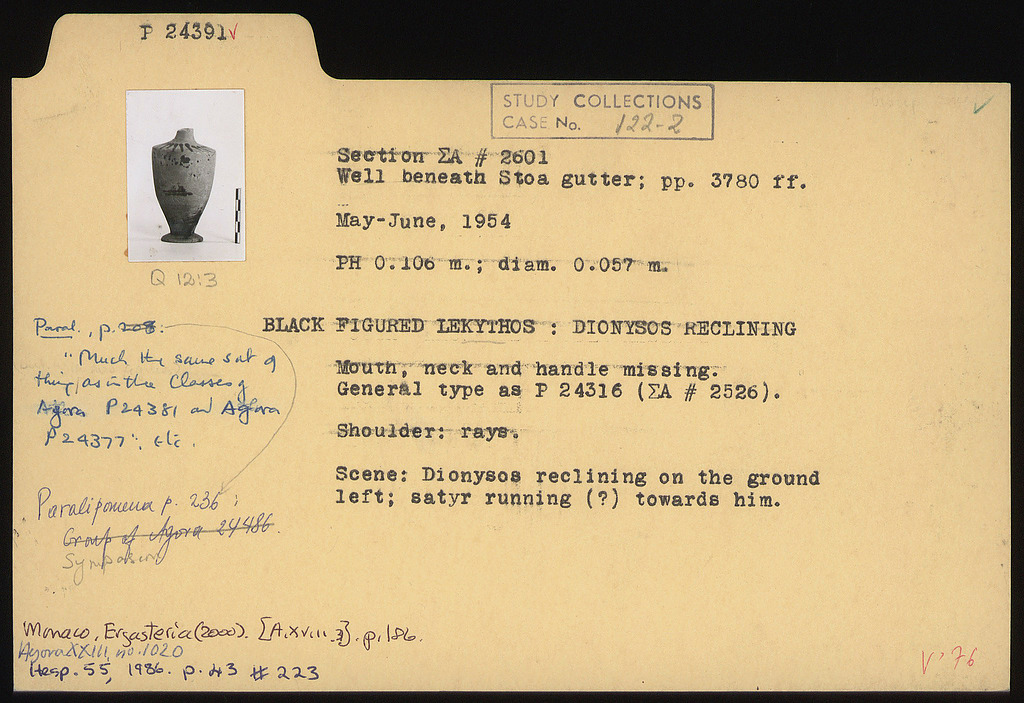 P 24391 √
STUDY COLLECTIONS
CASE No. 122-2
Section ΣΑ # 2601
Well beneath Stoa gutter; pp. 3780 ff.
May-June, 1954
PH 0.106 m.; diam. 0.057 m.
Q 12:3
BLACK FIGURED LEKYTHOS : DIONYSOS RECLINING
Mouth, neck and handle missing.
General type as P 24316 (ΣΑ # 2526).
Shoulder: rays.
Scene: Dionysos reclining on the ground
left; satyr running (?) towards him.
Paral., p. 208.
"Much the same sort of
thing, as in the Classes of
Agora P24381 and Agora
P24377", etc.
Paralipomena p. 236 :
Group of Agora 24486.
Symposium
Monaco, Ergasteria (2000). [A.XVIII.3]. p. 186.
Agora XXIII, no. 1020
Hesp. 55, 1986. p. 43 # 223
V '76